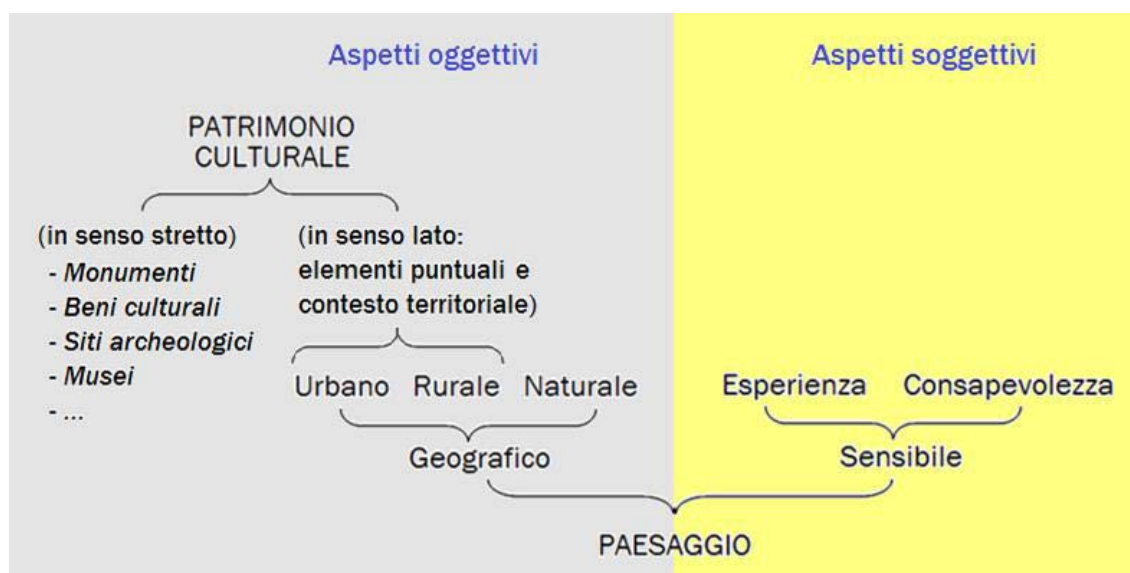 Aspetti oggettivi
Aspetti soggettivi
PATRIMONIO
CULTURALE
(in senso stretto)
- Monumenti
- Beni culturali
- Siti archeologici
- Musei
- ...
(in senso lato:
elementi puntuali e
contesto territoriale)
Urbano Rurale Naturale
Geografico
Esperienza Consapevolezza
Sensibile
PAESAGGIO